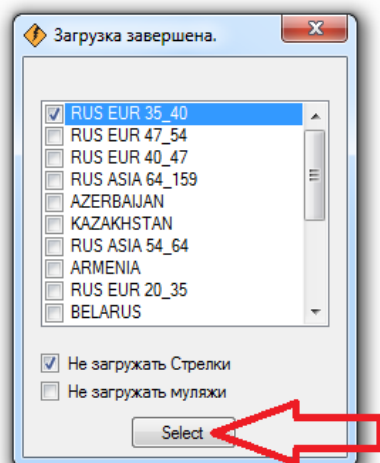 Загрузка завершена.
RUS EUR 35_40
RUS EUR 47_54
RUS EUR 40_47
RUS ASIA 64_159
AZERBAIJAN
KAZAKHSTAN
RUS ASIA 54_64
ARMENIA
RUS EUR 20_35
BELARUS
Не загружать Стрелки
Не загружать муляжи
Select